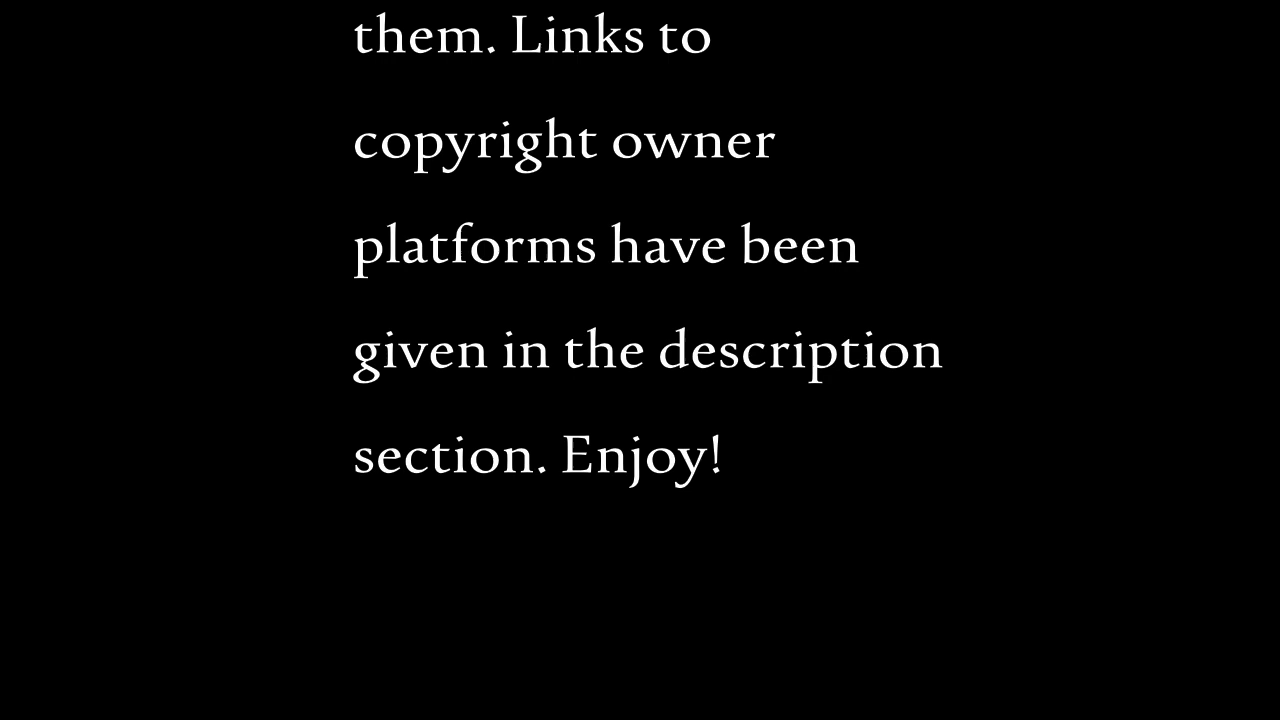 them. Links to
copyright owner
platforms have been
given in the description
section. Enjoy!